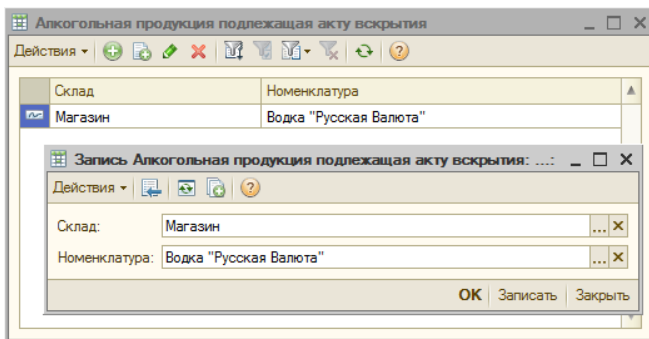 Алкогольная продукция подлежащая акту вскрытия
Действия
Склад Номенклатура
Магазин Водка "Русская Валюта"
Запись Алкогольная продукция подлежащая акту вскрытия: ...:
Действия
Склад: Магазин ...
Номенклатура: Водка "Русская Валюта" ...
OK Записать Закрыть